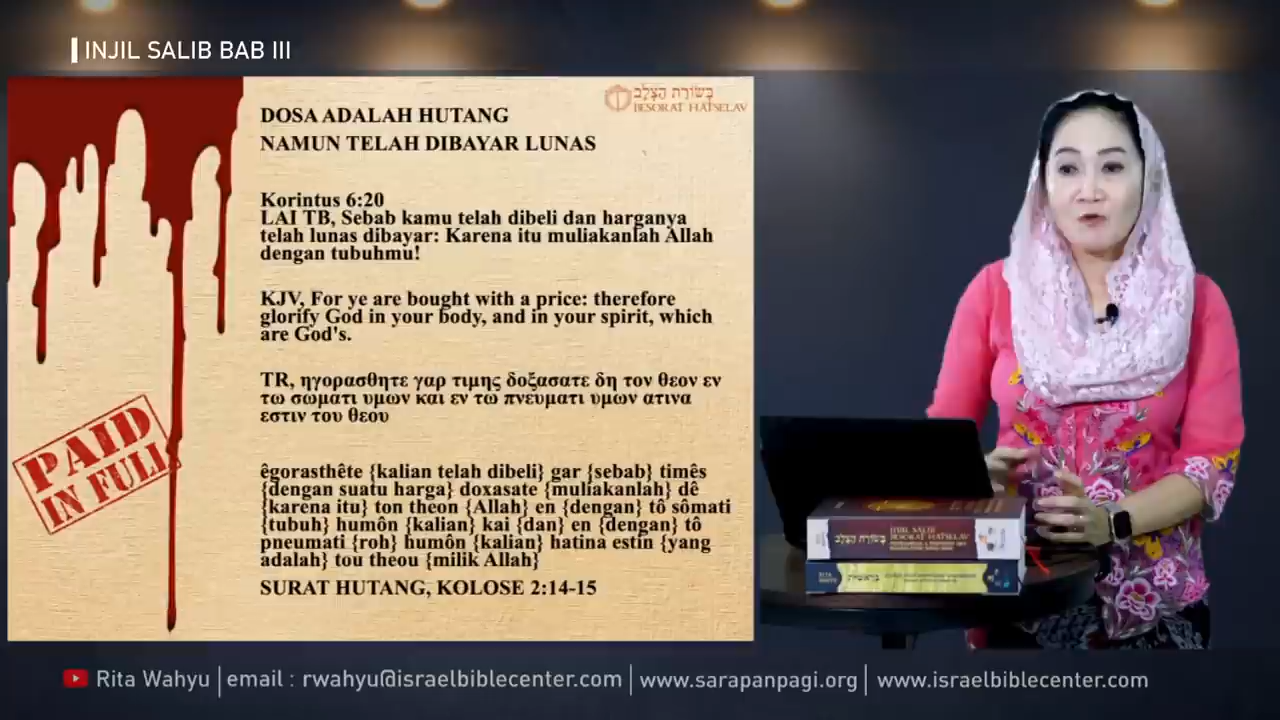 INJIL SALIB BAB III
בשורת הצלב
BESORAT HATSELAV
DOSA ADALAH HUTANG
NAMUN TELAH DIBAYAR LUNAS
Korintus 6:20
LAI TB, Sebab kamu telah dibeli dan harganya
telah lunas dibayar: Karena itu muliakanlah Allah
dengan tubuhmu!
KJV, For ye are bought with a price: therefore
glorify God in your body, and in your spirit, which
are God's.
TR, ηγορασθητε γαρ τιμης δοξασατε δη τον θεον εν
τω σωματι υμων και εν τω πνευματι υμων ατινα
εστιν του θεου
êgorasthête {kalian telah dibeli} gar {sebab} timês
{dengan suatu harga} doxasate {muliakanlah} dê
{karena itu} ton theon {Allah} en {dengan} tô sômati
{tubuh} humôn {kalian} kai {dan} en {dengan} tô
pneumati {roh} humôn {kalian} hatina estin {yang
adalah} tou theou {milik Allah}
SURAT HUTANG, KOLOSE 2:14-15
PAID
IN FULL
בשורת הצלב
INJIL SALIB
BESORAT HATSELAV
Rita Wahyu | email : rwahyu@israelbiblecenter.com | www.sarapanpagi.org | www.israelbiblecenter.com